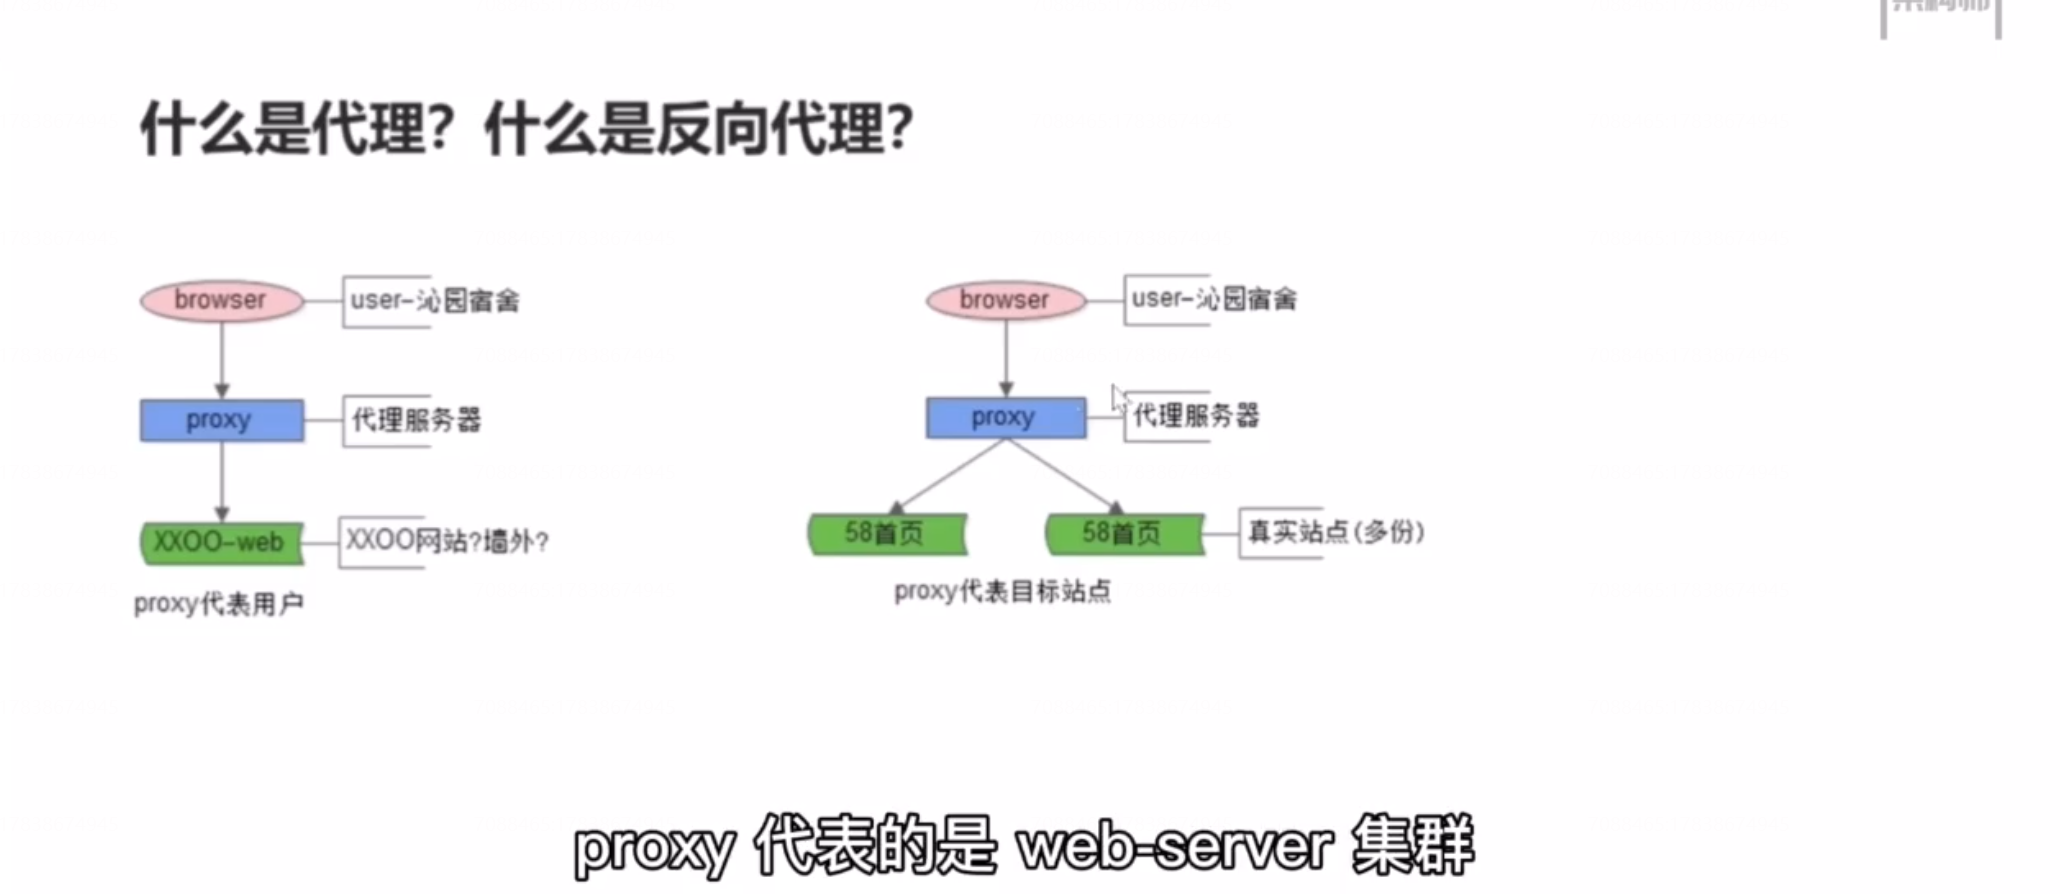 什么是代理？什么是反向代理？
browser
user-沁园宿舍
proxy
代理服务器
XXOO-web
XXOO网站?墙外?
proxy代表用户
browser
user-沁园宿舍
proxy
代理服务器
58首页
58首页
真实站点(多份)
proxy代表目标站点
proxy 代表的是 web-server 集群